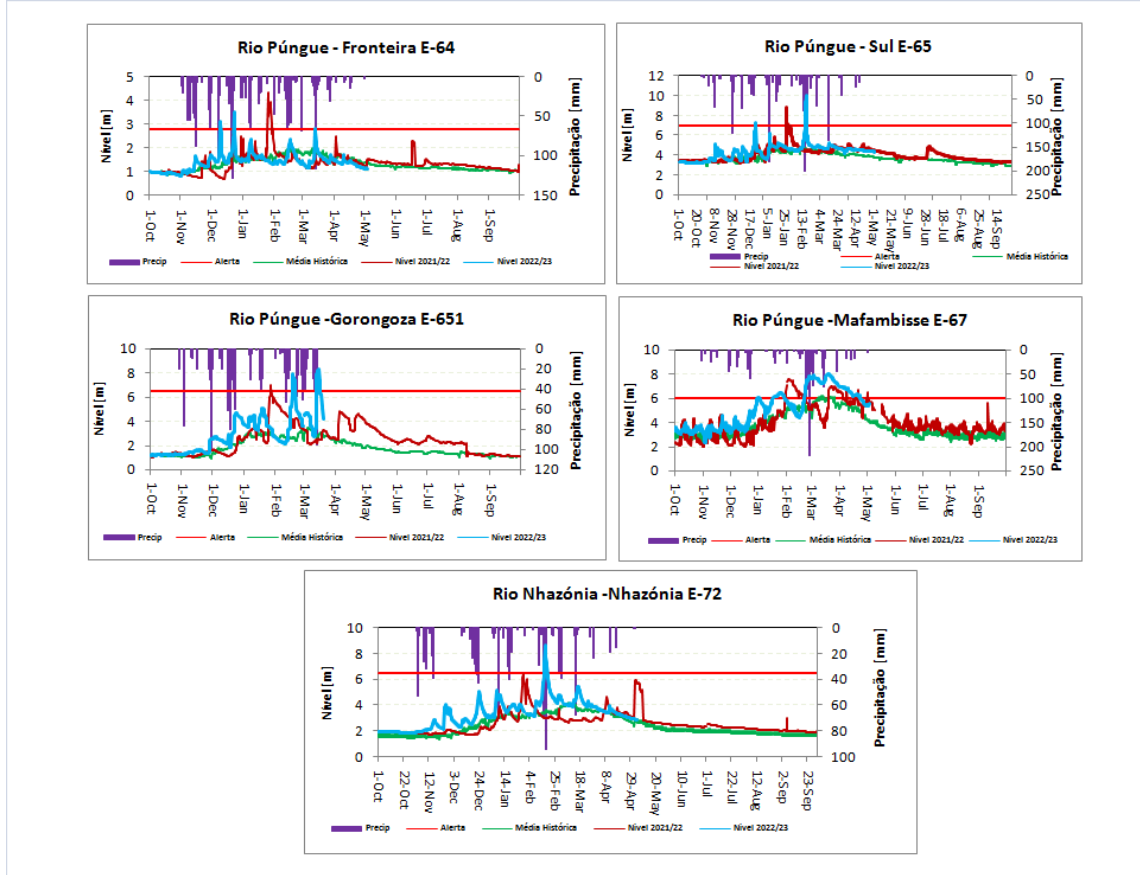 Rio Púngue - Fronteira E-64
Nível [m]
5
4
3
2
1
0
0
50
100
150
Precipitação [mm]
1-Oct
1-Nov
1-Dec
1-Jan
1-Feb
1-Mar
1-Apr
1-May
1-Jun
1-Jul
1-Aug
1-Sep
Precip Alerta Média Histórica Nivel 2021/22 Nivel 2022/23
Rio Púngue - Sul E-65
Nível [m]
12
10
8
6
4
2
0
0
50
100
150
200
250
Precipitação [mm]
1-Oct
20-Oct
8-Nov
28-Nov
17-Dec
5-Jan
25-Jan
13-Feb
4-Mar
24-Mar
12-Apr
1-May
21-May
9-Jun
28-Jun
18-Jul
6-Aug
25-Aug
14-Sep
Precip Alerta Média Histórica
Nivel 2021/22 Nivel 2022/23
Rio Púngue -Gorongoza E-651
Nível [m]
10
8
6
4
2
0
0
20
40
60
80
100
120
Precipitação [mm]
1-Oct
1-Nov
1-Dec
1-Jan
1-Feb
1-Mar
1-Apr
1-May
1-Jun
1-Jul
1-Aug
1-Sep
Precip Alerta Média Histórica Nivel 2021/22 Nivel 2022/23
Rio Púngue -Mafambisse E-67
Nível [m]
10
8
6
4
2
0
0
50
100
150
200
250
Precipitação [mm]
1-Oct
1-Nov
1-Dec
1-Jan
1-Feb
1-Mar
1-Apr
1-May
1-Jun
1-Jul
1-Aug
1-Sep
Precip Alerta Média Histórica Nivel 2021/22 Nivel 2022/23
Rio Nhazónia -Nhazónia E-72
Nível [m]
10
8
6
4
2
0
0
20
40
60
80
100
Precipitação [mm]
1-Oct
22-Oct
12-Nov
3-Dec
24-Dec
14-Jan
4-Feb
25-Feb
18-Mar
8-Apr
29-Apr
20-May
10-Jun
1-Jul
22-Jul
12-Aug
2-Sep
23-Sep
Precip Alerta Média Histórica Nivel 2021/22 Nivel 2022/23